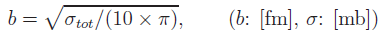 b = √σ_tot/(10 × π), (b: [fm], σ: [mb])